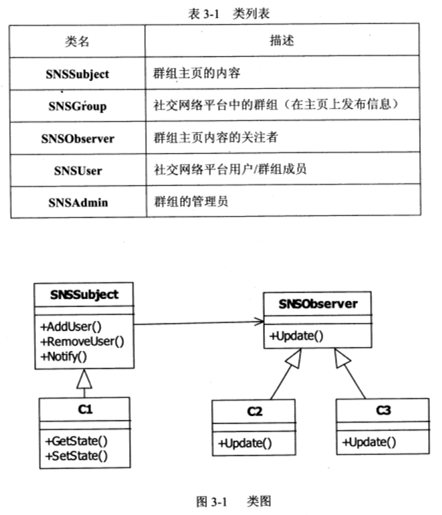 表 3-1 类列表
类名 描述
SNSSubject 群组主页的内容
SNSGroup 社交网络平台中的群组（在主页上发布信息）
SNSObserver 群组主页内容的关注者
SNSUser 社交网络平台用户/群组成员
SNSAdmin 群组的管理员
SNSSubject
+AddUser()
+RemoveUser()
+Notify()
SNSObserver
+Update()
C1
+GetState()
+SetState()
C2
+Update()
C3
+Update()
图 3-1 类图